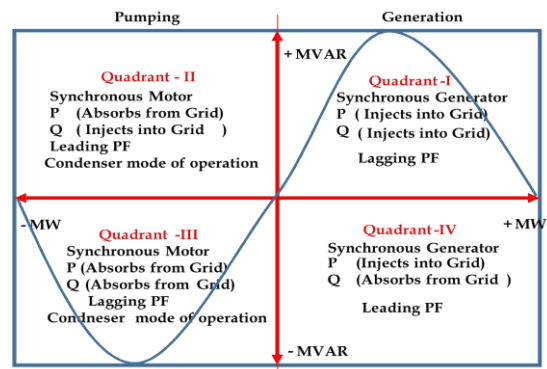 Pumping
Generation
+ MVAR
Quadrant - II
Synchronous Motor
P (Absorbs from Grid)
Q ( Injects into Grid )
Leading PF
Condenser mode of operation
Quadrant -I
Synchronous Generator
P ( Injects into Grid)
Q ( Injects into Grid)
Lagging PF
- MW
+ MW
Quadrant -III
Synchronous Motor
P (Absorbs from Grid)
Q (Absorbs from Grid)
Lagging PF
Condneser mode of operation
Quadrant -IV
Synchronous Generator
P (Injects into Grid)
Q (Absorbs from Grid )
Leading PF
- MVAR